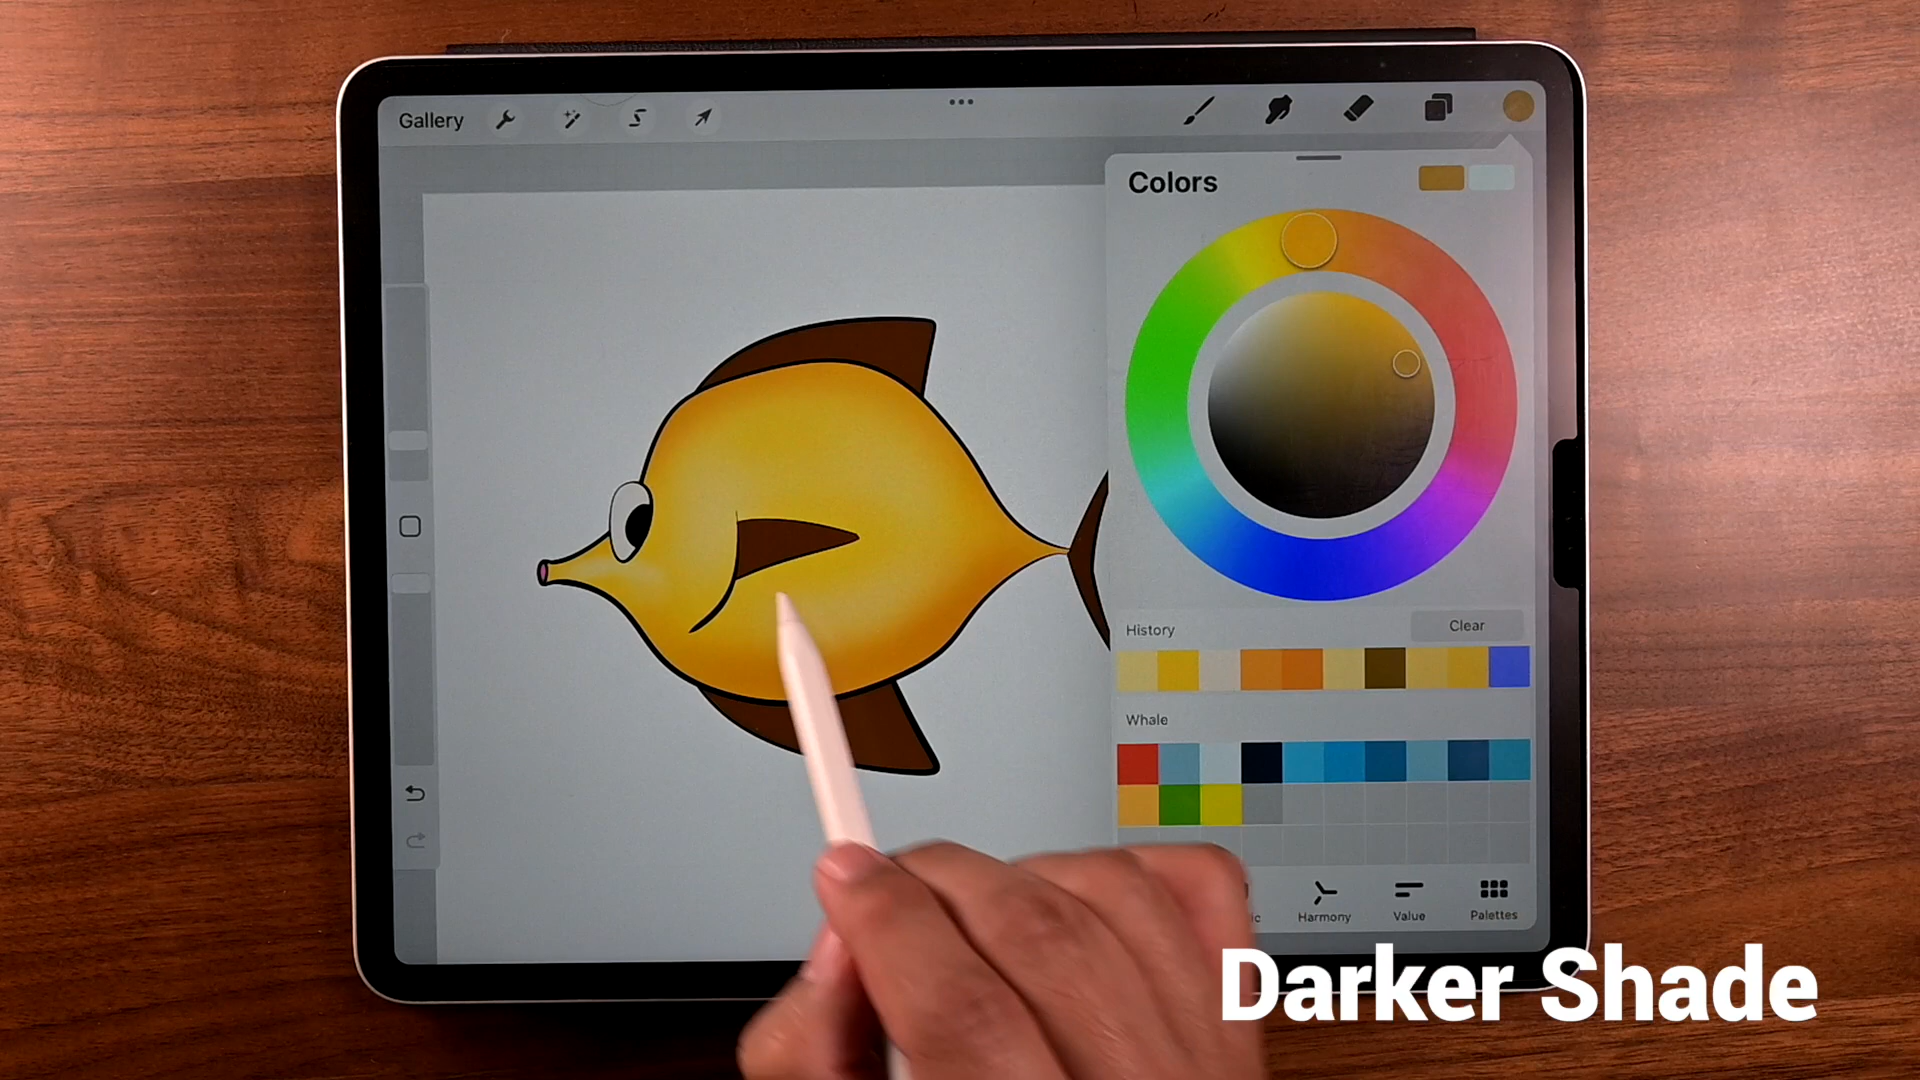 Gallery
Colors
History
Clear
Whale
Harmony
Value
Palettes
Darker Shade